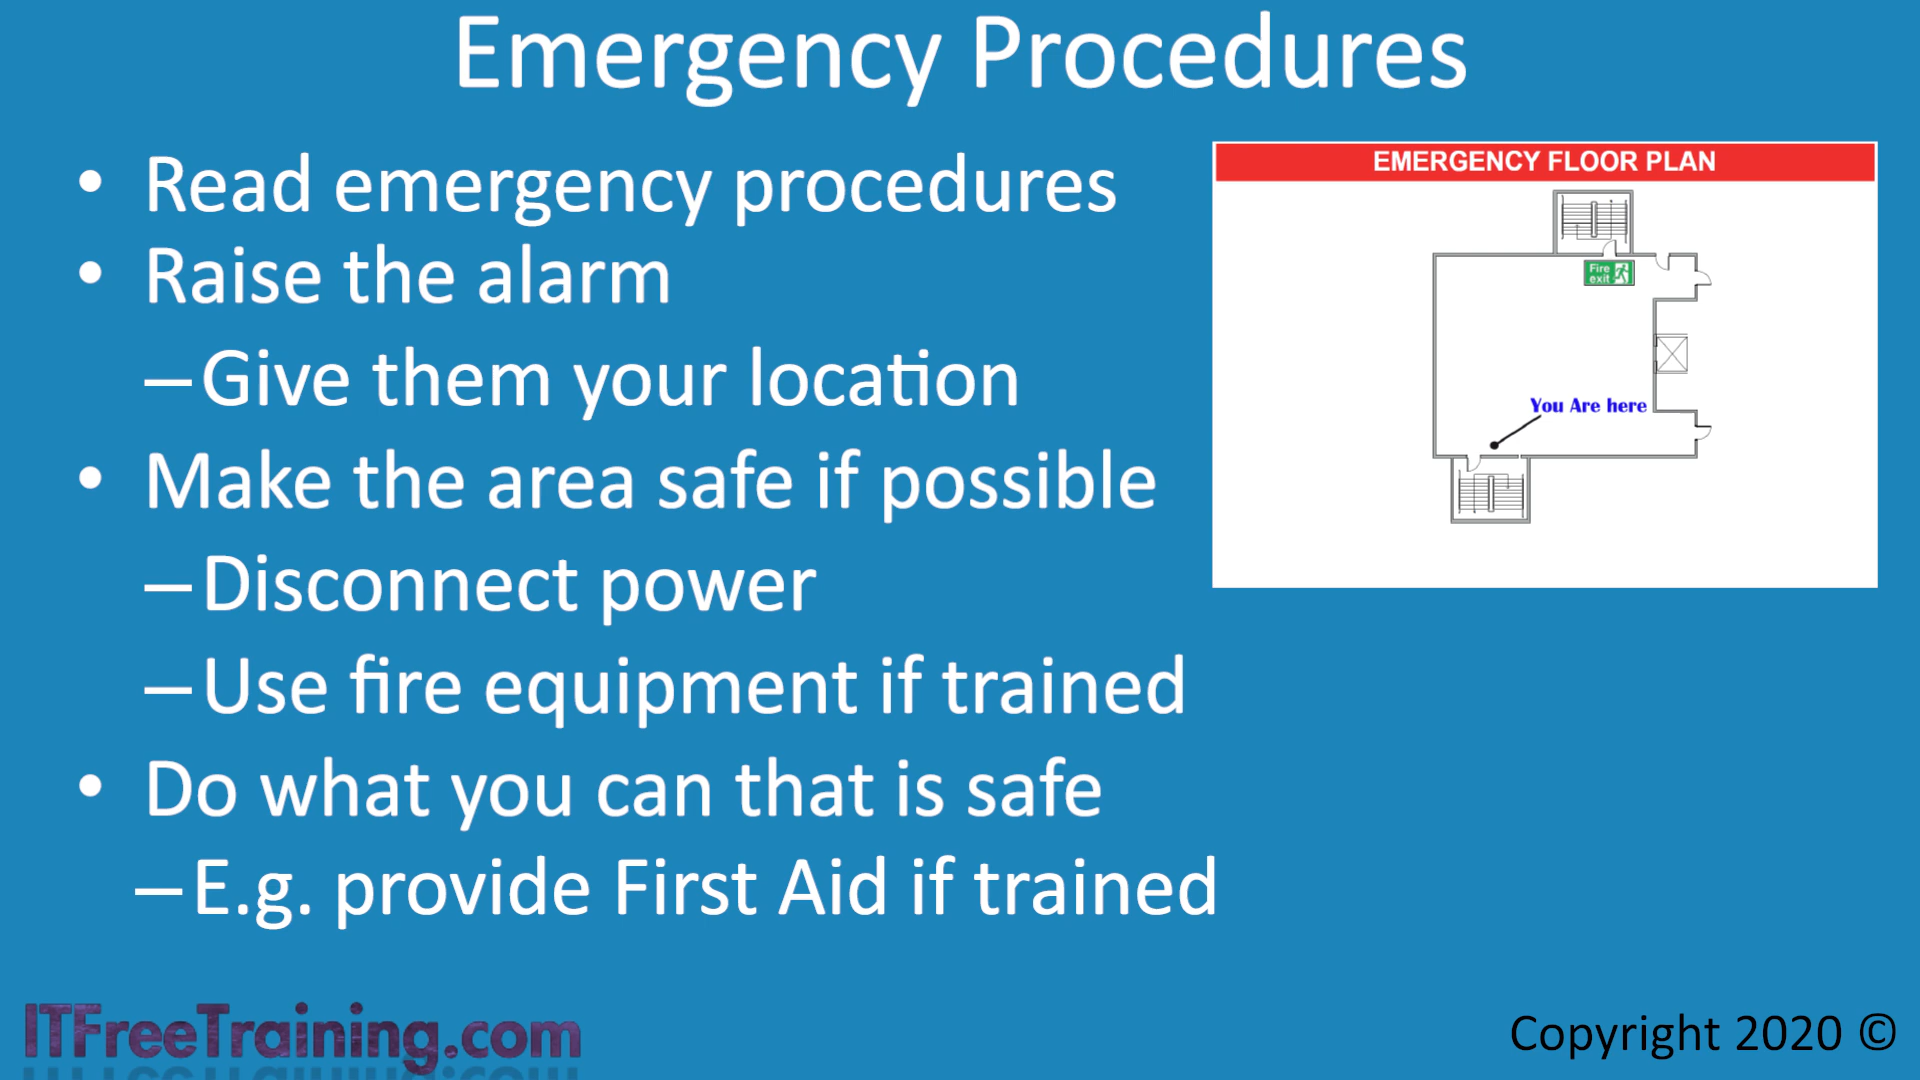 Emergency Procedures
• Read emergency procedures
• Raise the alarm
–Give them your location
• Make the area safe if possible
–Disconnect power
–Use fire equipment if trained
• Do what you can that is safe
–E.g. provide First Aid if trained
EMERGENCY FLOOR PLAN
Fire
exit
You Are here
ITFreeTraining.com
Copyright 2020 ©